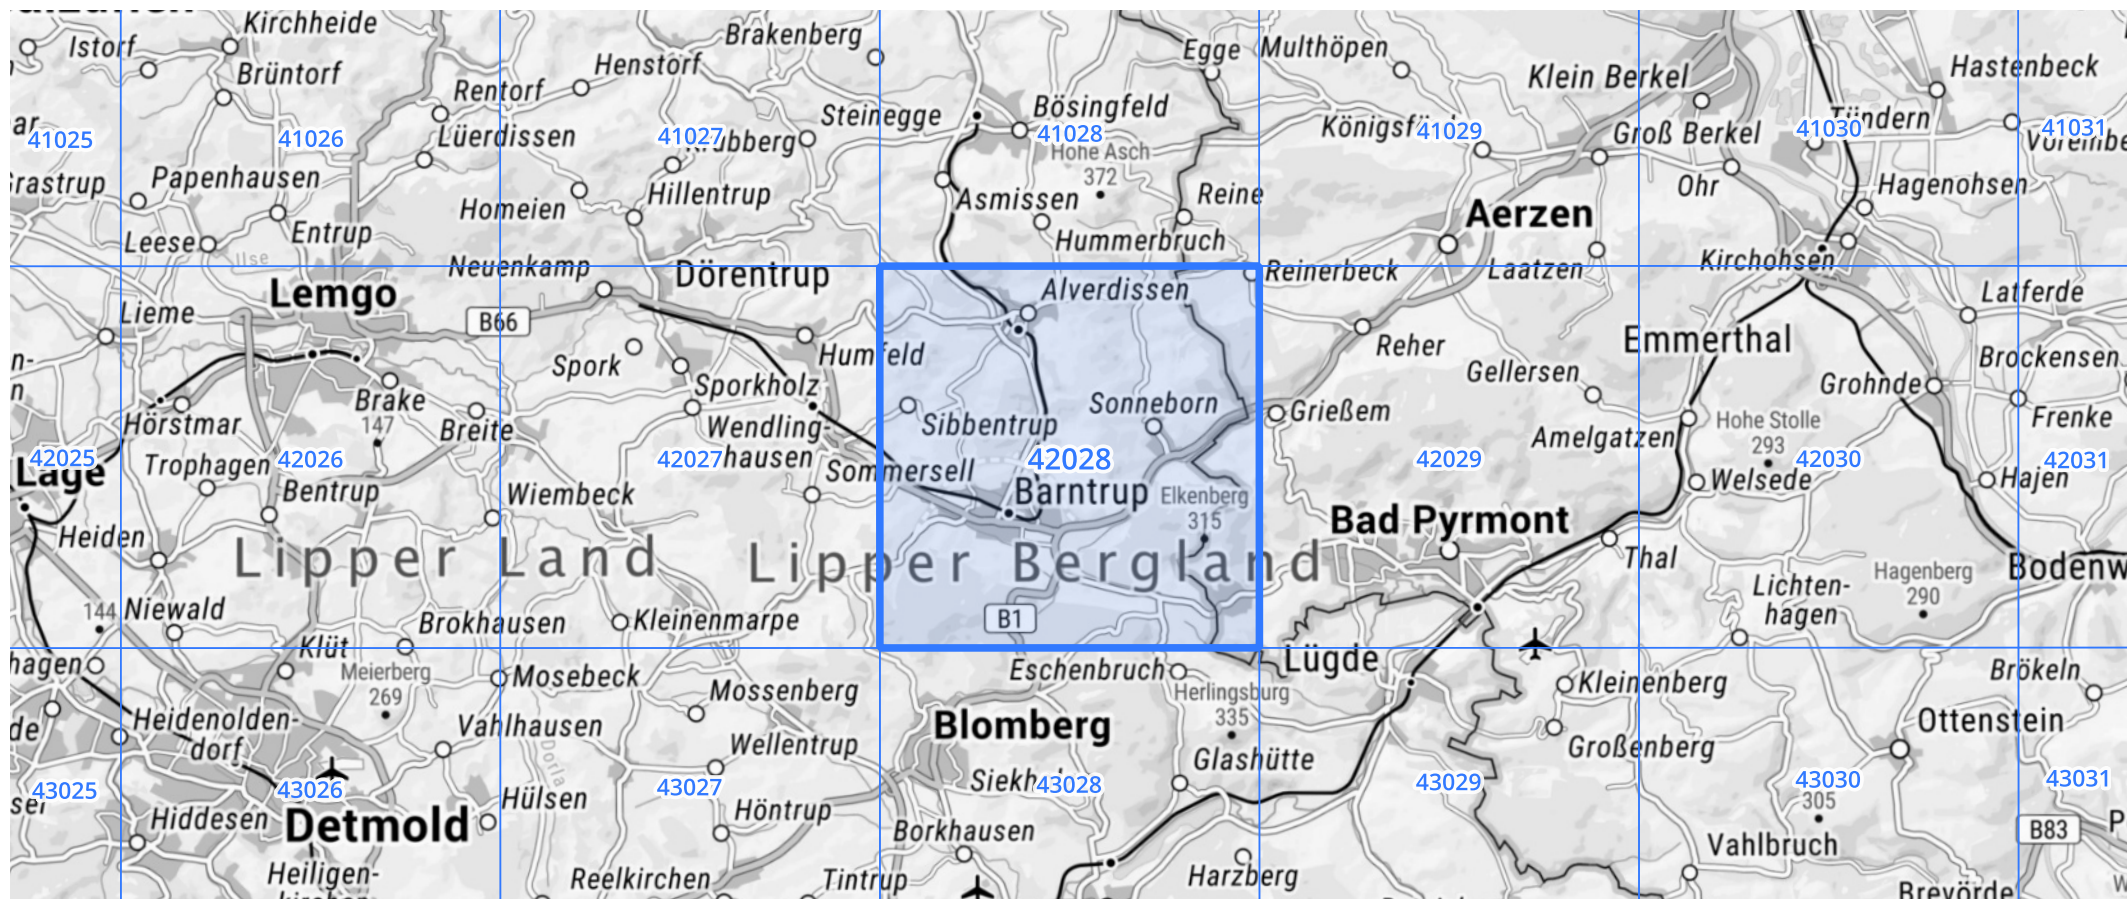 Kirchheide
Istorf
Brüntorf
Henstorf
Brakenberg
Egge
Multhöpen
Hastenbeck
Klein Berkel
Rentorf
Steinegge
Bösingfeld
Tündern
Königsf
Groß Berkel
41025
41026
Lüerdissen
41027
41028
41029
41030
41031
Hohe Asch
372
Papenhausen
Hillentrup
Asmissen
Reine
Ohr
Hagenohsen
Homeien
Aerzen
Leese
Entrup
Ilse
Hummerbruch
Kirchohsen
Neuenkamp
Dörentrup
Reinerbeck
Laatzen
Lemgo
Alverdissen
Latferde
Lieme
B66
Emmerthal
Spork
Humfeld
Reher
Brockensen
Gellersen
Grohnde
Sporkholz
Brake
147
Sonneborn
Grießem
Hohe Stolle
293
Frenke
Hörstmar
Breite
Wendling-
hausen
Sibbentrup
Amelgatzen
42025
42026
42027
42028
42029
42030
42031
Lage
Trophagen
Sommersell
Welsede
Hajen
Bentrup
Wiembeck
Barntrup
Elkenberg
315
Bad Pyrmont
Heiden
Lipper Land
Lipper Bergland
Thal
Hagenberg
290
Bodenw
Lichten-
hagen
144
Niewald
Brokhausen
Kleinenmarpe
B1
Klüt
hagen
Meierberg
269
Mosebeck
Mossenberg
Eschenbruch
Herlingsburg
335
Lügde
Kleinenberg
Brökeln
Heidenolden-
dorf
Vahlhausen
Wellentrup
Blomberg
Glashütte
Großenberg
Ottenstein
43025
43026
43027
43028
43029
43030
43031
305
Hiddesen
Detmold
Hülsen
Höntrup
Borkhausen
Vahlbruch
B83
Heiligen-
Reelkirchen
Tintrup
Harzberg
Brevörde